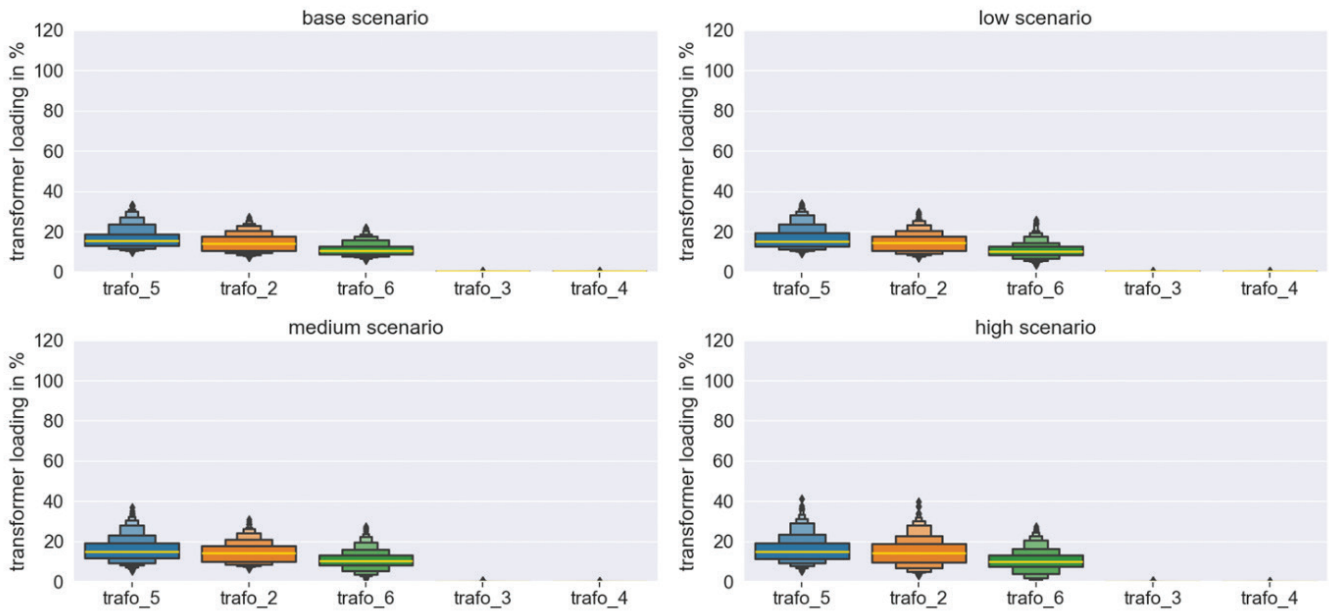 base scenario
transformer loading in %
120
100
80
60
40
20
0
trafo_5 trafo_2 trafo_6 trafo_3 trafo_4
low scenario
transformer loading in %
120
100
80
60
40
20
0
trafo_5 trafo_2 trafo_6 trafo_3 trafo_4
medium scenario
transformer loading in %
120
100
80
60
40
20
0
trafo_5 trafo_2 trafo_6 trafo_3 trafo_4
high scenario
transformer loading in %
120
100
80
60
40
20
0
trafo_5 trafo_2 trafo_6 trafo_3 trafo_4